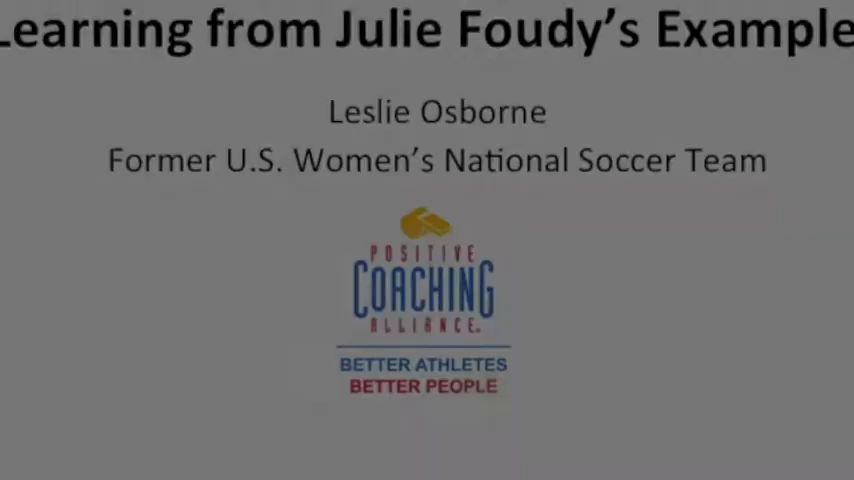 Learning from Julie Foudy's Example
Leslie Osborne
Former U.S. Women's National Soccer Team
POSITIVE
COACHING
ALLIANCE
BETTER ATHLETES
BETTER PEOPLE